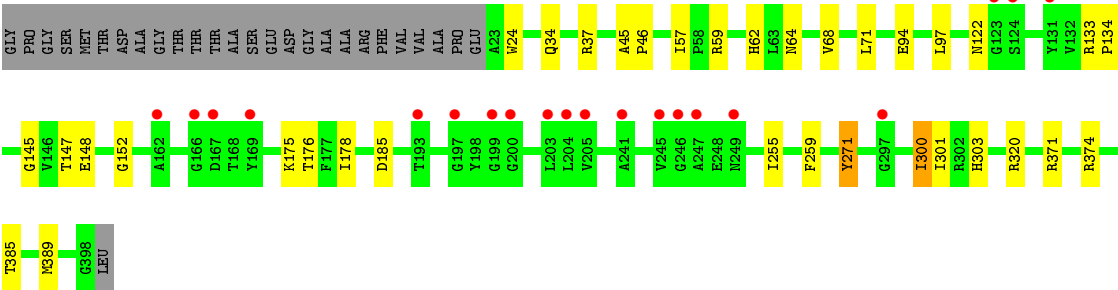 GLY PRO GLY SER MET THR ASP ALA GLY THR THR THR ALA SER GLU ASP GLY ALA ALA ARG PHE VAL VAL ALA PRO GLU A23 W24 Q34 R37 A45 P46 I57 P58 R59 H62 L63 N64 V68 L71 E94 L97 N122 G123 S124 Y131 V132 R133 P134
G145 V146 T147 E148 G152 A162 G166 D167 T168 Y169 K175 T176 F177 I178 D185 T193 G197 Y198 G199 G200 L203 L204 V205 A241 V245 G246 A247 E248 N249 I255 F259 Y271 G297 I300 I301 R302 H303 R320 R371 R374
T385 M389 G398 LEU